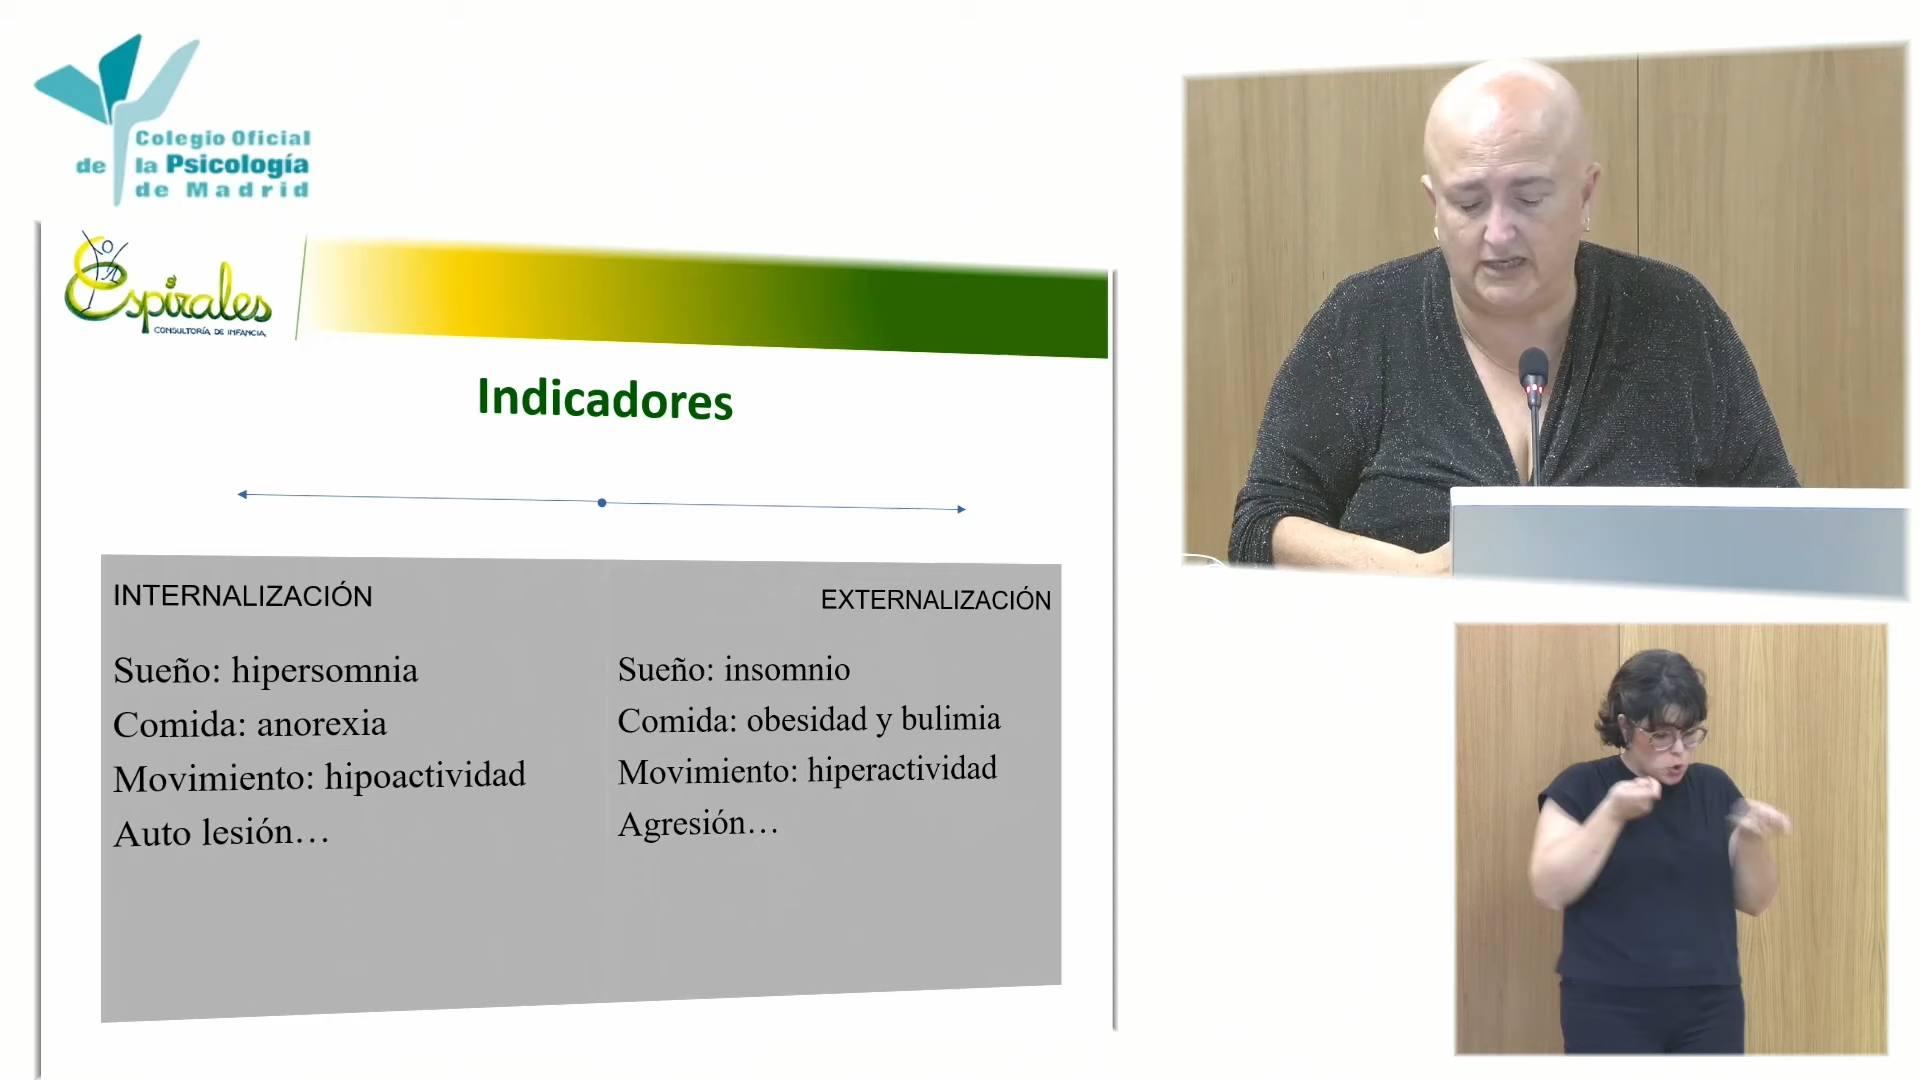 Colegio Oficial
de la Psicología
de Madrid
Espirales
CONSULTORÍA DE INFANCIA
Indicadores
INTERNALIZACIÓN
Sueño: hipersomnia
Comida: anorexia
Movimiento: hipoactividad
Auto lesión…
EXTERNALIZACIÓN
Sueño: insomnio
Comida: obesidad y bulimia
Movimiento: hiperactividad
Agresión…